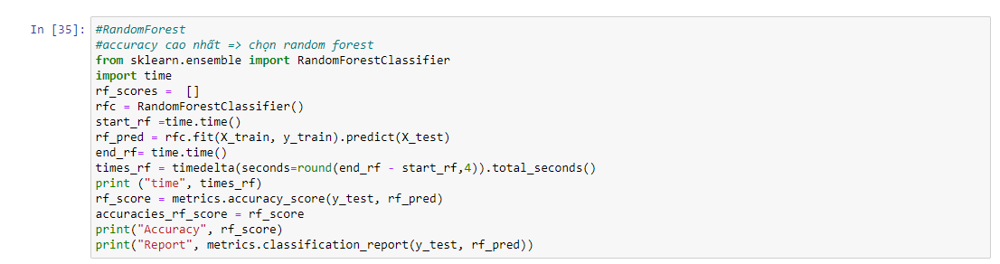 In [35]: #RandomForest
#accuracy cao nhất => chọn random forest
from sklearn.ensemble import RandomForestClassifier
import time
rf_scores =  []
rfc = RandomForestClassifier()
start_rf =time.time()
rf_pred = rfc.fit(X_train, y_train).predict(X_test)
end_rf= time.time()
times_rf = timedelta(seconds=round(end_rf - start_rf,4)).total_seconds()
print ("time", times_rf)
rf_score = metrics.accuracy_score(y_test, rf_pred)
accuracies_rf_score = rf_score
print("Accuracy", rf_score)
print("Report", metrics.classification_report(y_test, rf_pred))